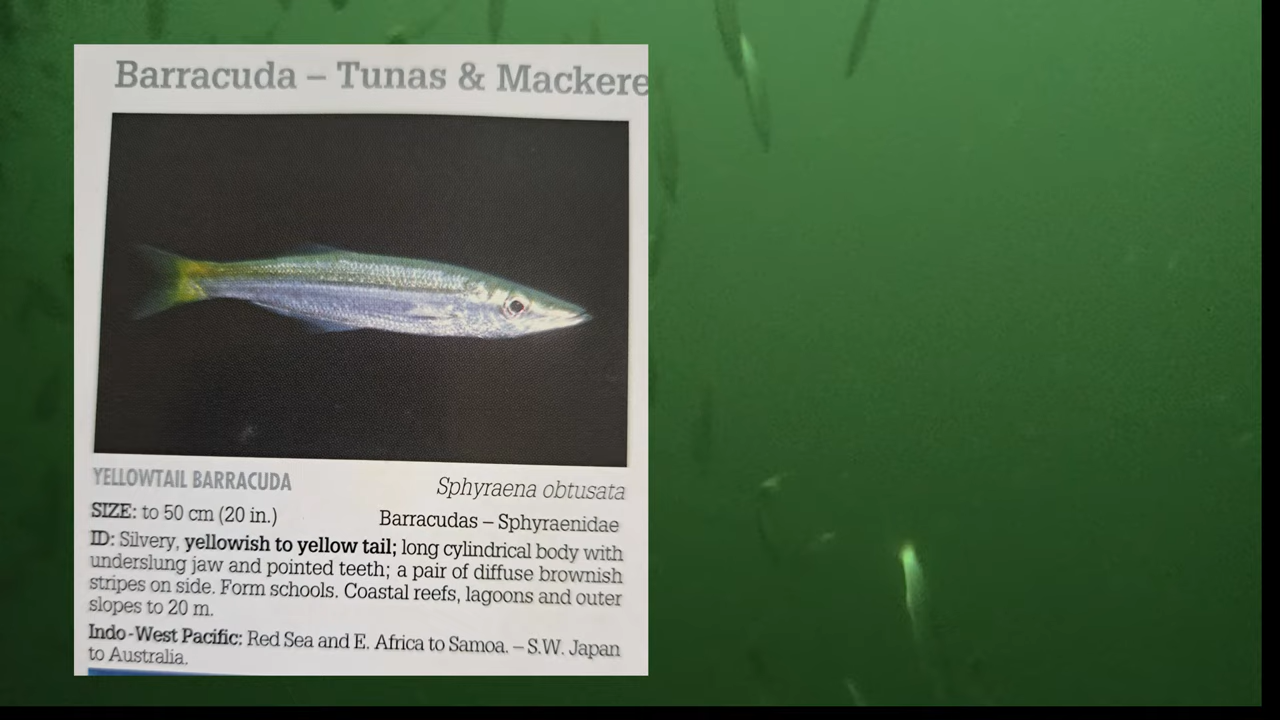 Barracuda – Tunas & Mackere
YELLOWTAIL BARRACUDA
Sphyraena obtusata
SIZE: to 50 cm (20 in.)
Barracudas – Sphyraenidae
ID: Silvery, yellowish to yellow tail; long cylindrical body with
underslung jaw and pointed teeth; a pair of diffuse brownish
stripes on side. Form schools. Coastal reefs, lagoons and outer
slopes to 20 m.
Indo-West Pacific: Red Sea and E. Africa to Samoa. – S.W. Japan
to Australia.